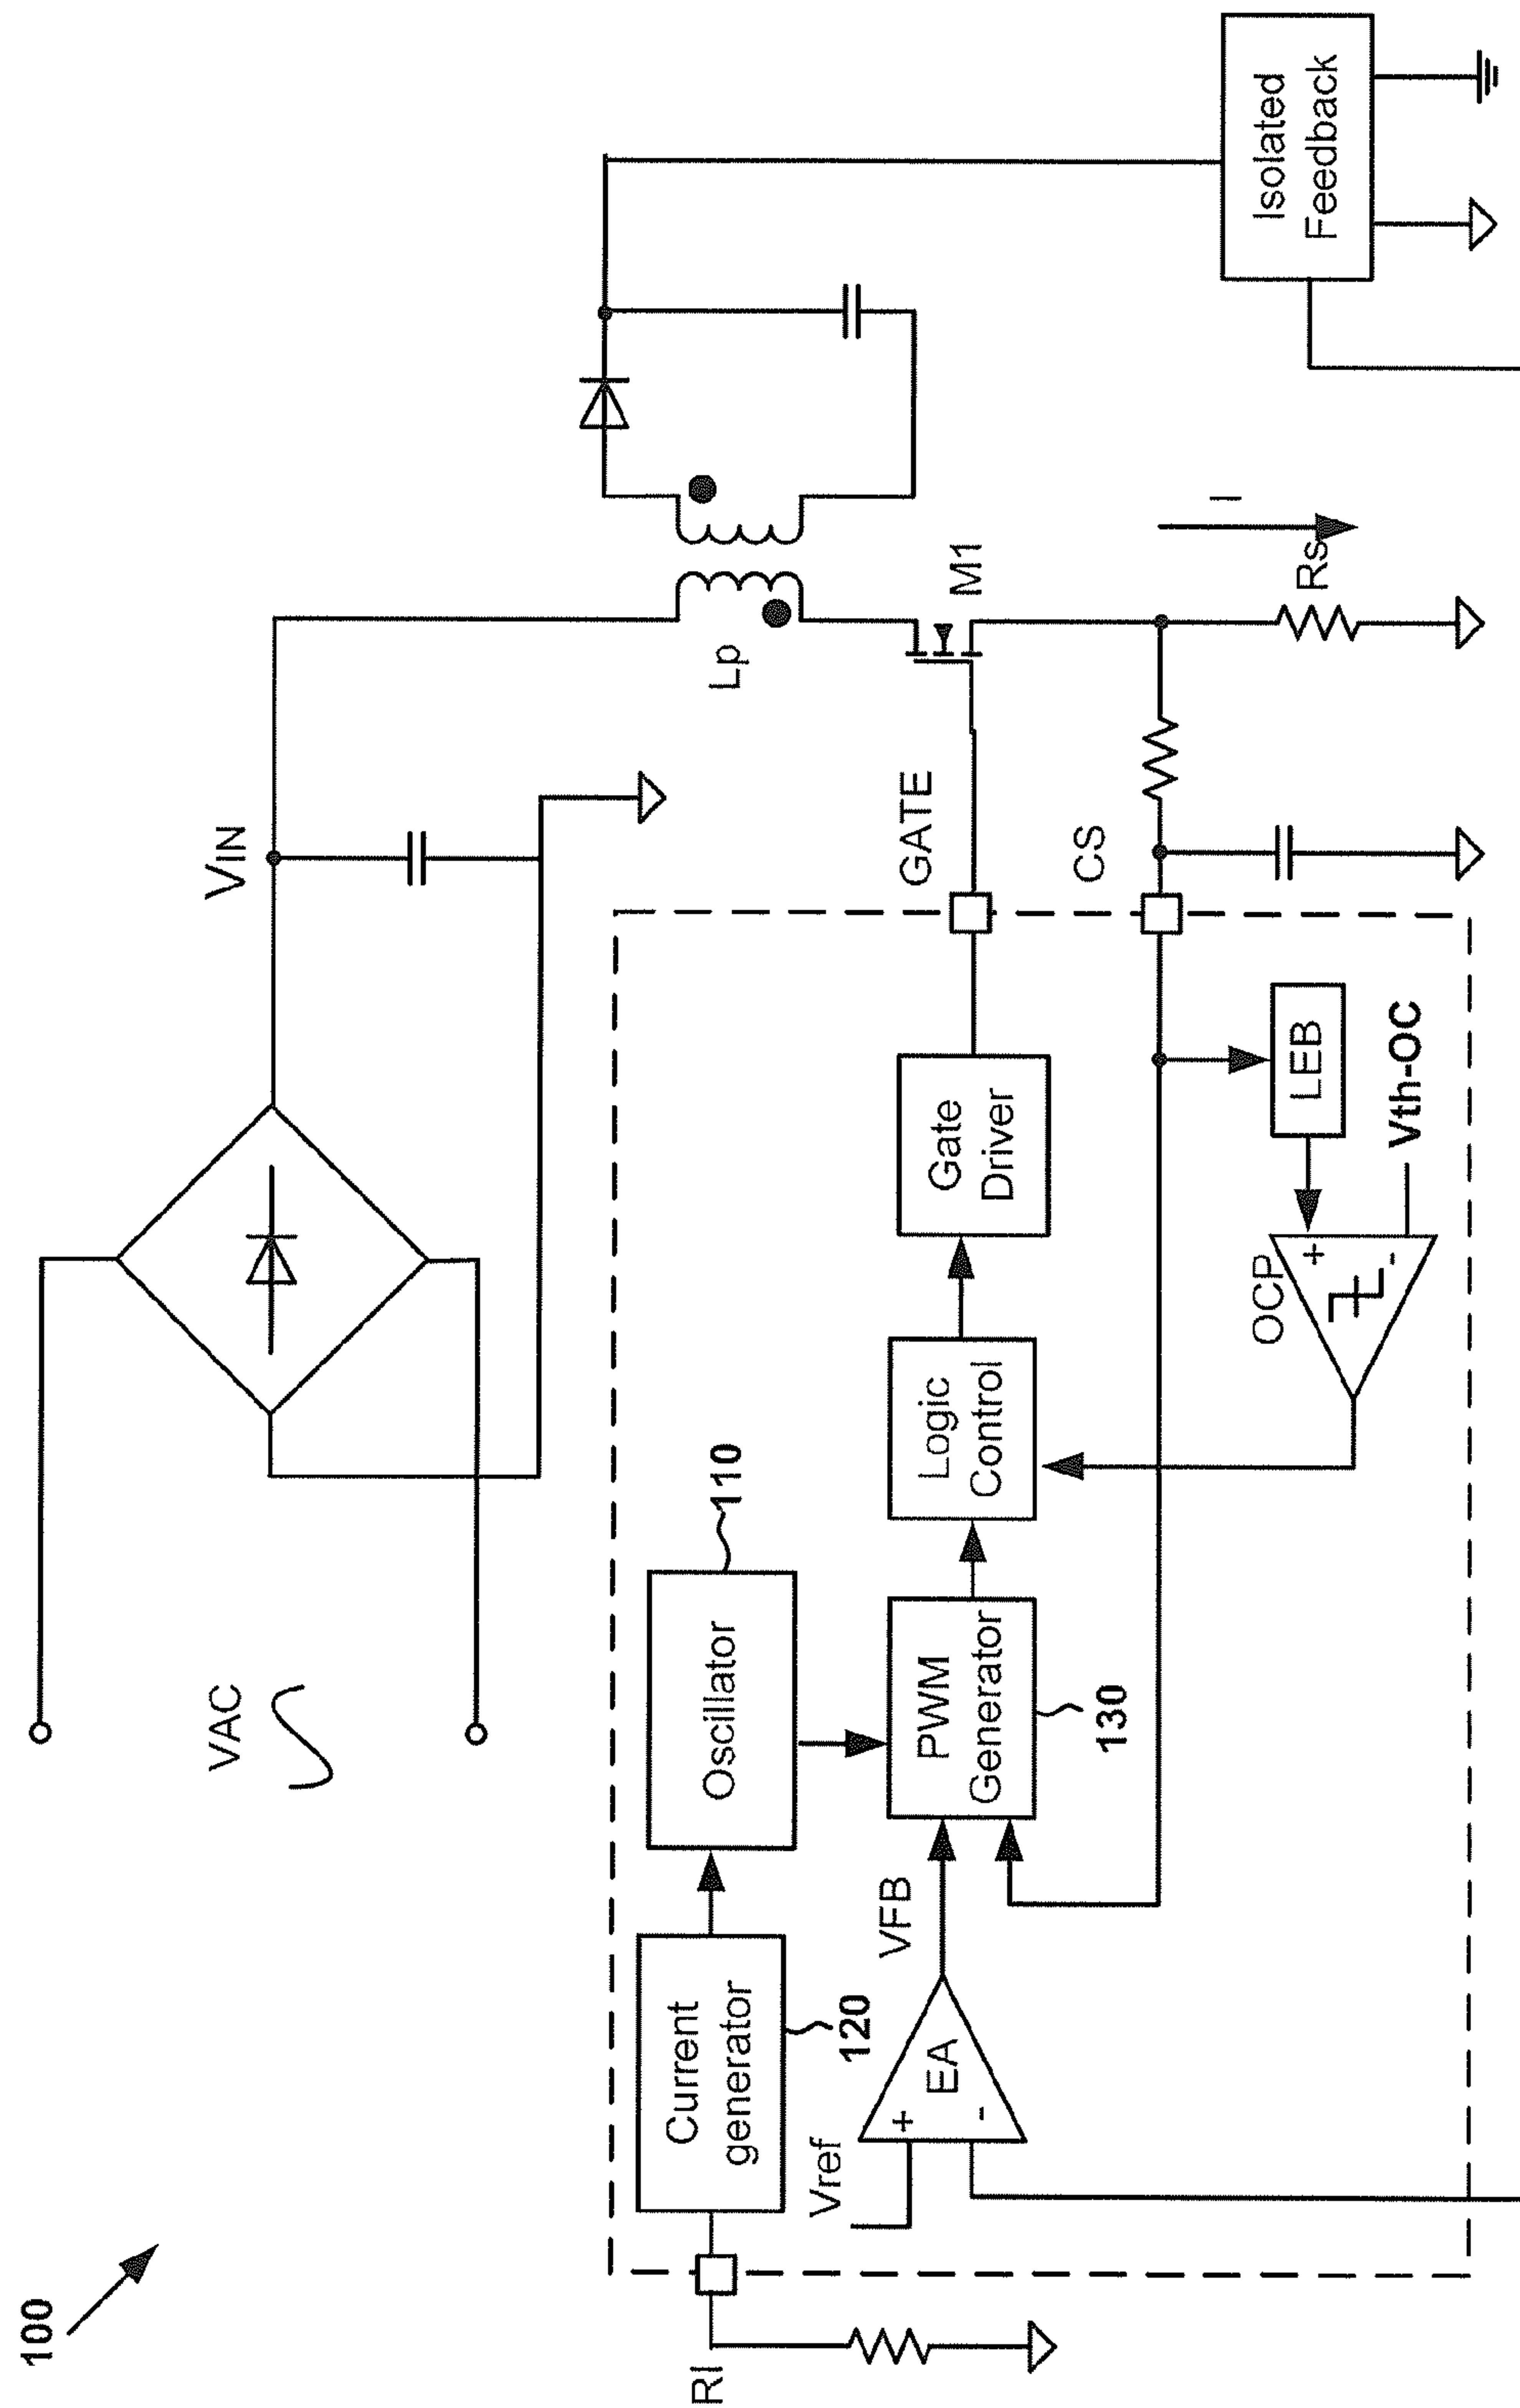 100
VAC
VIN
Lp
M1
I
Rs
GATE
CS
RI
Current
generator
120
Oscillator
110
Vref
+
-
EA
VFB
PWM
Generator
130
Logic
Control
Gate
Driver
OCP
+
-
LEB
Vth-OC
Isolated
Feedback